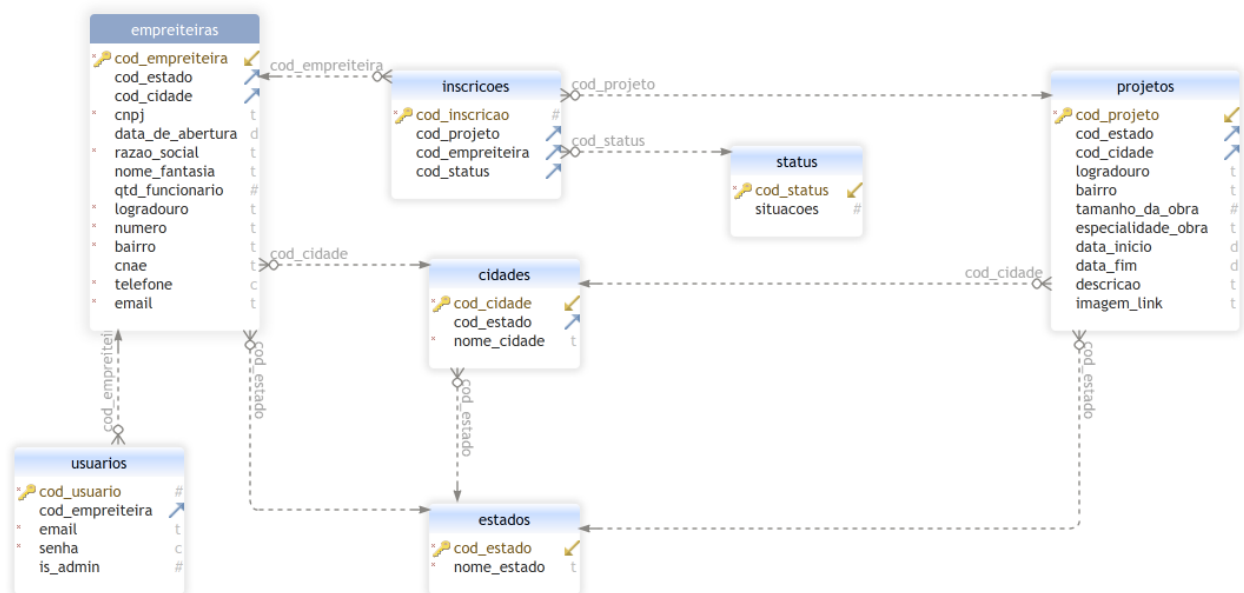 empreiteiras
cod_empreiteira
cod_estado
cod_cidade
cnpj t
data_de_abertura d
razao_social t
nome_fantasia t
qtd_funcionario #
logradouro t
numero t
bairro t
cnae t
telefone c
email t
cod_empreiteira
inscricoes
cod_inscricao #
cod_projeto
cod_empreiteira
cod_status
cod_projeto
cod_status
status
cod_status
situacoes #
projetos
cod_projeto
cod_estado
cod_cidade
logradouro t
bairro t
tamanho_da_obra #
especialidade_obra t
data_inicio d
data_fim d
descricao t
imagem_link t
cod_cidade
cidades
cod_cidade
cod_estado
nome_cidade t
cod_cidade
cod_empreitei
cod_estado
cod_estado
cod_estado
usuarios
cod_usuario #
cod_empreiteira
email t
senha c
is_admin #
estados
cod_estado
nome_estado t